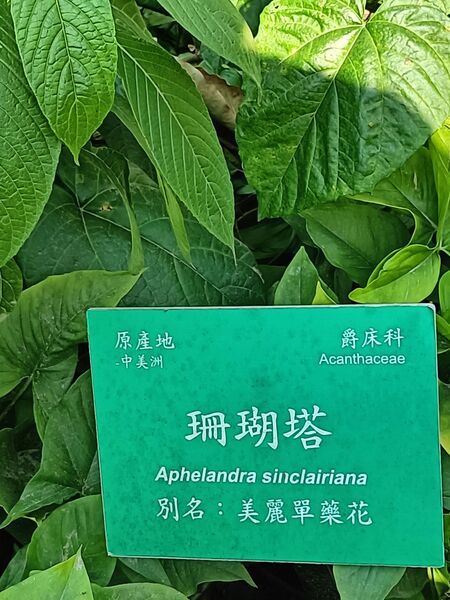 原產地
-中美洲
爵床科
Acanthaceae
珊瑚塔
Aphelandra sinclairiana
別名：美麗單藥花